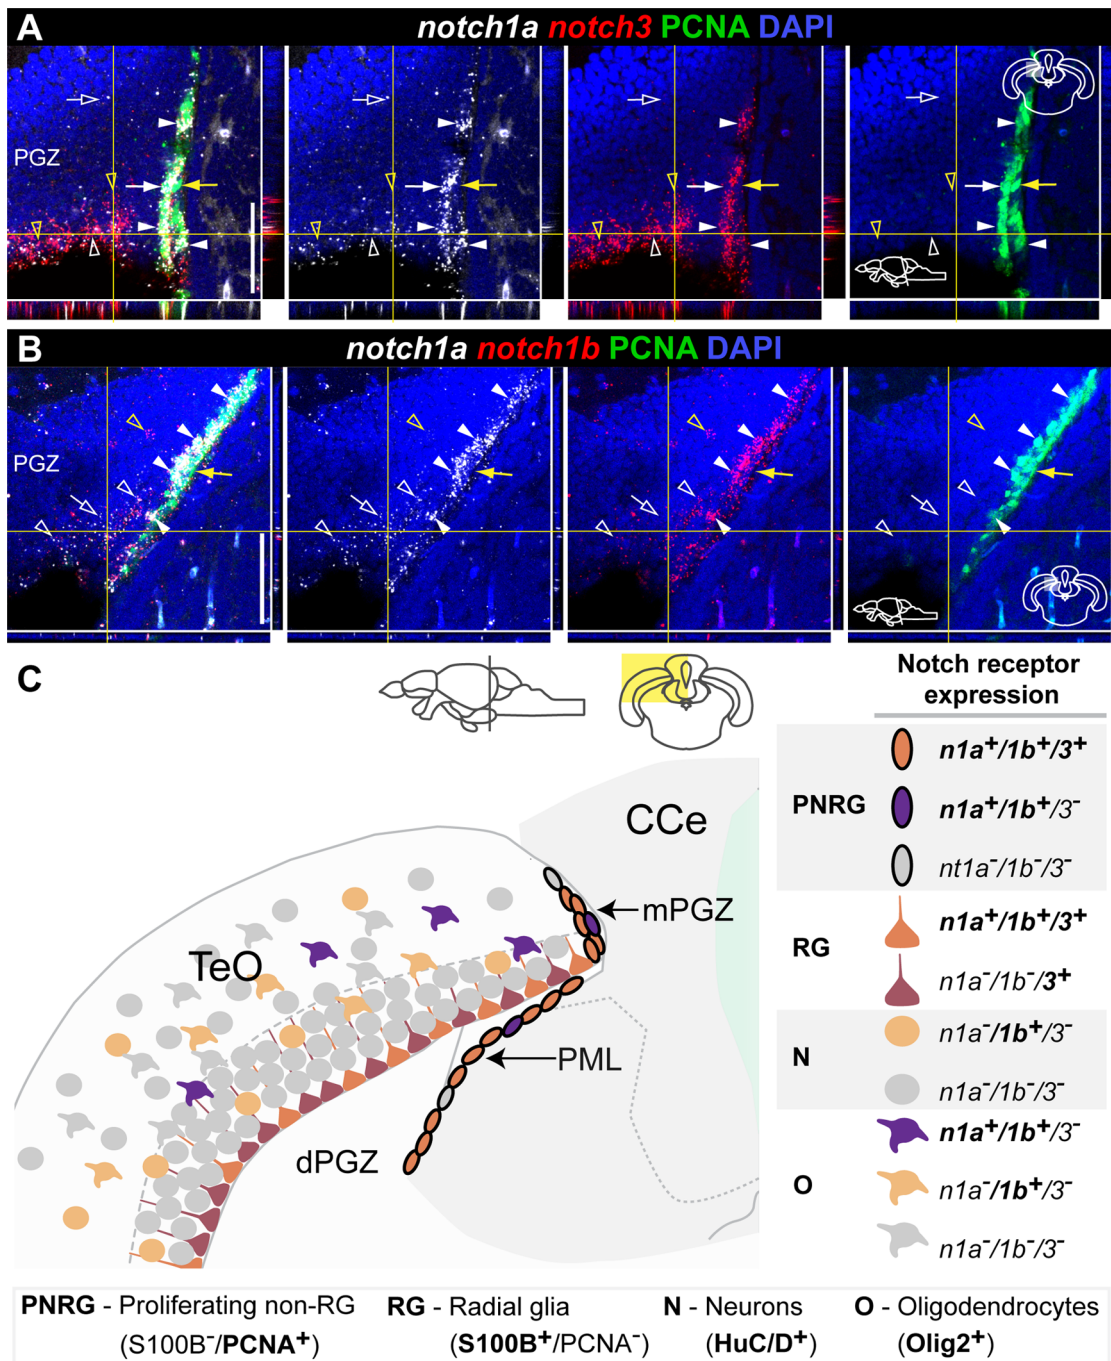 A
notch1a notch3 PCNA DAPI
PGZ
B
notch1a notch1b PCNA DAPI
PGZ
C
Notch receptor
expression
PNRG
n1a⁺/1b⁺/3⁺
n1a⁺/1b⁺/3⁻
nt1a⁻/1b⁻/3⁻
RG
n1a⁺/1b⁺/3⁺
n1a⁻/1b⁻/3⁺
N
n1a⁻/1b⁺/3⁻
n1a⁻/1b⁻/3⁻
O
n1a⁺/1b⁺/3⁻
n1a⁻/1b⁺/3⁻
n1a⁻/1b⁻/3⁻
CCe
mPGZ
TeO
PML
dPGZ
PNRG - Proliferating non-RG
(S100B⁻/PCNA⁺)
RG - Radial glia
(S100B⁺/PCNA⁻)
N - Neurons
(HuC/D⁺)
O - Oligodendrocytes
(Olig2⁺)